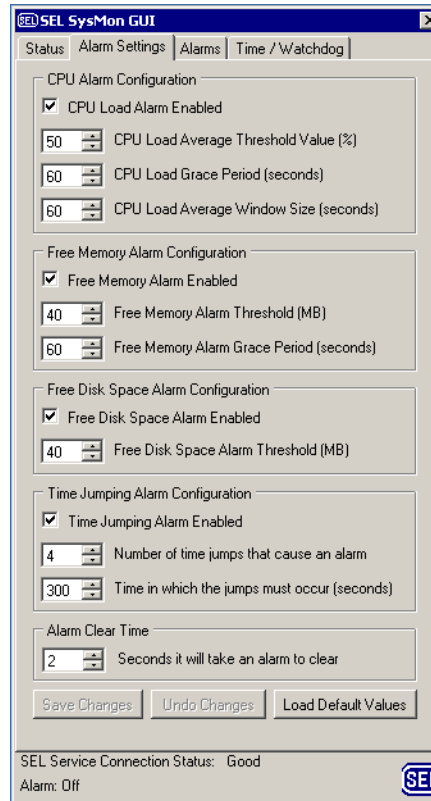 SEL SEL SysMon GUI
Status Alarm Settings Alarms Time / Watchdog
CPU Alarm Configuration
CPU Load Alarm Enabled
50 CPU Load Average Threshold Value (%)
60 CPU Load Grace Period (seconds)
60 CPU Load Average Window Size (seconds)
Free Memory Alarm Configuration
Free Memory Alarm Enabled
40 Free Memory Alarm Threshold (MB)
60 Free Memory Alarm Grace Period (seconds)
Free Disk Space Alarm Configuration
Free Disk Space Alarm Enabled
40 Free Disk Space Alarm Threshold (MB)
Time Jumping Alarm Configuration
Time Jumping Alarm Enabled
4 Number of time jumps that cause an alarm
300 Time in which the jumps must occur (seconds)
Alarm Clear Time
2 Seconds it will take an alarm to clear
Save Changes Undo Changes Load Default Values
SEL Service Connection Status: Good
Alarm: Off
SEL